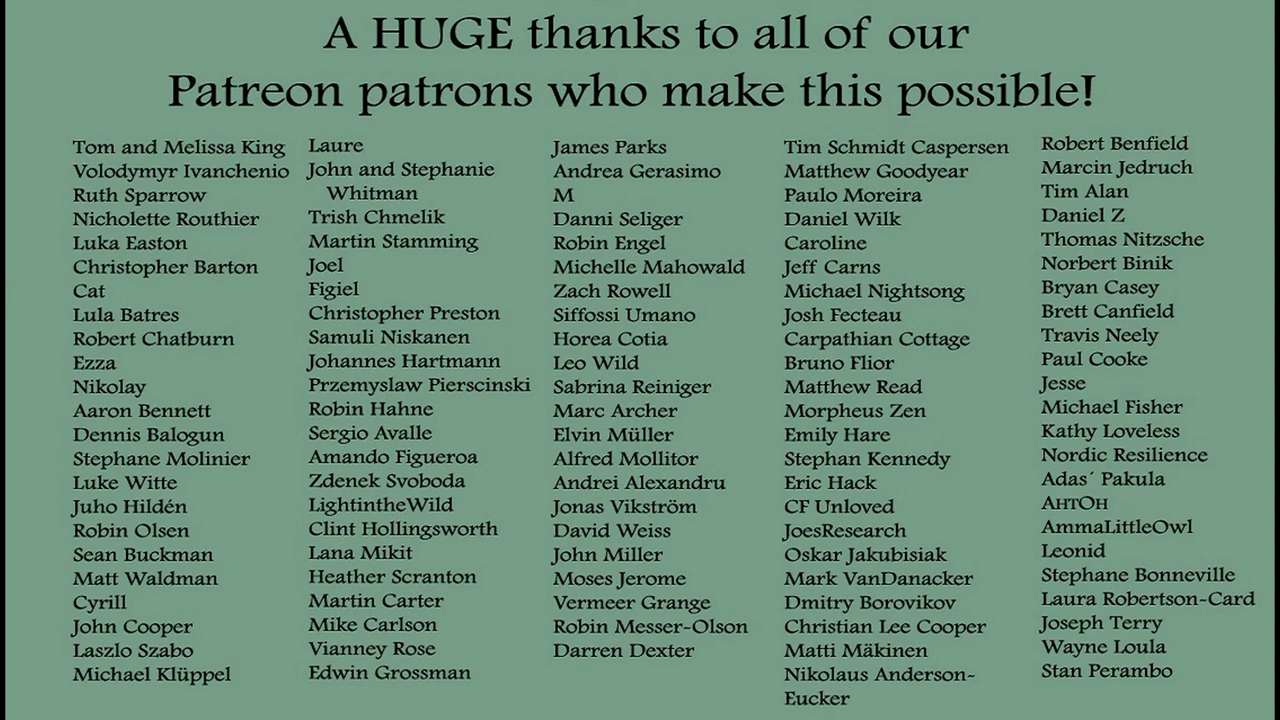 A HUGE thanks to all of our
Patreon patrons who make this possible!
Tom and Melissa King
Volodymyr Ivanchenio
Ruth Sparrow
Nicholette Routhier
Luka Easton
Christopher Barton
Cat
Lula Batres
Robert Chatburn
Ezza
Nikolay
Aaron Bennett
Dennis Balogun
Stephane Molinier
Luke Witte
Juho Hildén
Robin Olsen
Sean Buckman
Matt Waldman
Cyrill
John Cooper
Laszlo Szabo
Michael Klüppel
Laure
John and Stephanie
Whitman
Trish Chmelik
Martin Stamming
Joel
Figiel
Christopher Preston
Samuli Niskanen
Johannes Hartmann
Przemyslaw Pierscinski
Robin Hahne
Sergio Avalle
Amando Figueroa
Zdenek Svoboda
LightintheWild
Clint Hollingsworth
Lana Mikit
Heather Scranton
Martin Carter
Mike Carlson
Vianney Rose
Edwin Grossman
James Parks
Andrea Gerasimo
M
Danni Seliger
Robin Engel
Michelle Mahowald
Zach Rowell
Siffossi Umano
Horea Cotia
Leo Wild
Sabrina Reiniger
Marc Archer
Elvin Müller
Alfred Mollitor
Andrei Alexandru
Jonas Vikström
David Weiss
John Miller
Moses Jerome
Vermeer Grange
Robin Messer-Olson
Darren Dexter
Tim Schmidt Caspersen
Matthew Goodyear
Paulo Moreira
Daniel Wilk
Caroline
Jeff Carns
Michael Nightsong
Josh Fecteau
Carpathian Cottage
Bruno Flior
Matthew Read
Morpheus Zen
Emily Hare
Stephan Kennedy
Eric Hack
CF Unloved
JoesResearch
Oskar Jakubisiak
Mark VanDanacker
Dmitry Borovikov
Christian Lee Cooper
Matti Mäkinen
Nikolaus Anderson-
Eucker
Robert Benfield
Marcin Jedruch
Tim Alan
Daniel Z
Thomas Nitzsche
Norbert Binik
Bryan Casey
Brett Canfield
Travis Neely
Paul Cooke
Jesse
Michael Fisher
Kathy Loveless
Nordic Resilience
Adas´ Pakula
Антон
AmmaLittleOwl
Leonid
Stephane Bonneville
Laura Robertson-Card
Joseph Terry
Wayne Loula
Stan Perambo